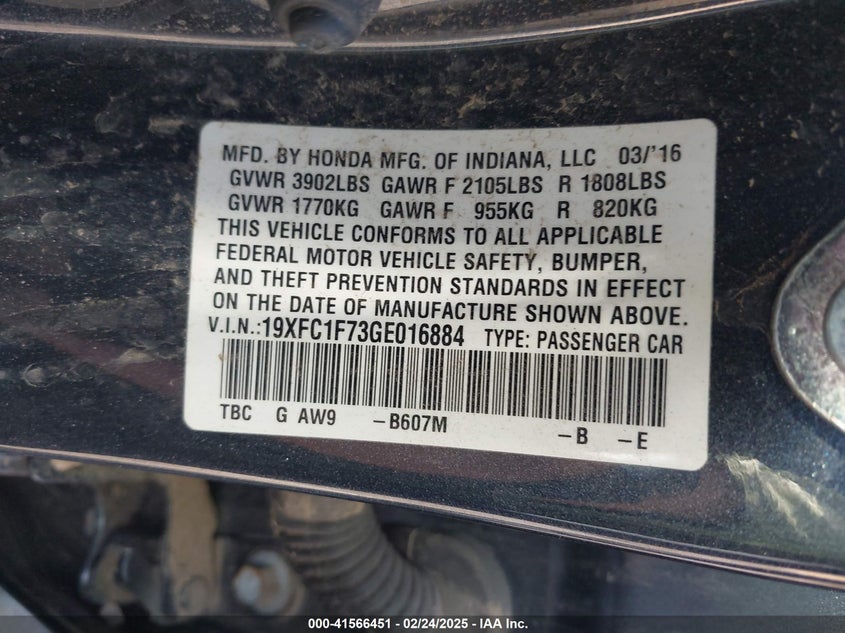 MFD. BY HONDA MFG. OF INDIANA, LLC 03/'16
GVWR 3902LBS GAWR F 2105LBS R 1808LBS
GVWR 1770KG GAWR F 955KG R 820KG
THIS VEHICLE CONFORMS TO ALL APPLICABLE
FEDERAL MOTOR VEHICLE SAFETY, BUMPER,
AND THEFT PREVENTION STANDARDS IN EFFECT
ON THE DATE OF MANUFACTURE SHOWN ABOVE.
V.I.N.:19XFC1F73GE016884 TYPE: PASSENGER CAR
TBC G AW9 –B607M –B –E
000-41566451 - 02/24/2025 - IAA Inc.